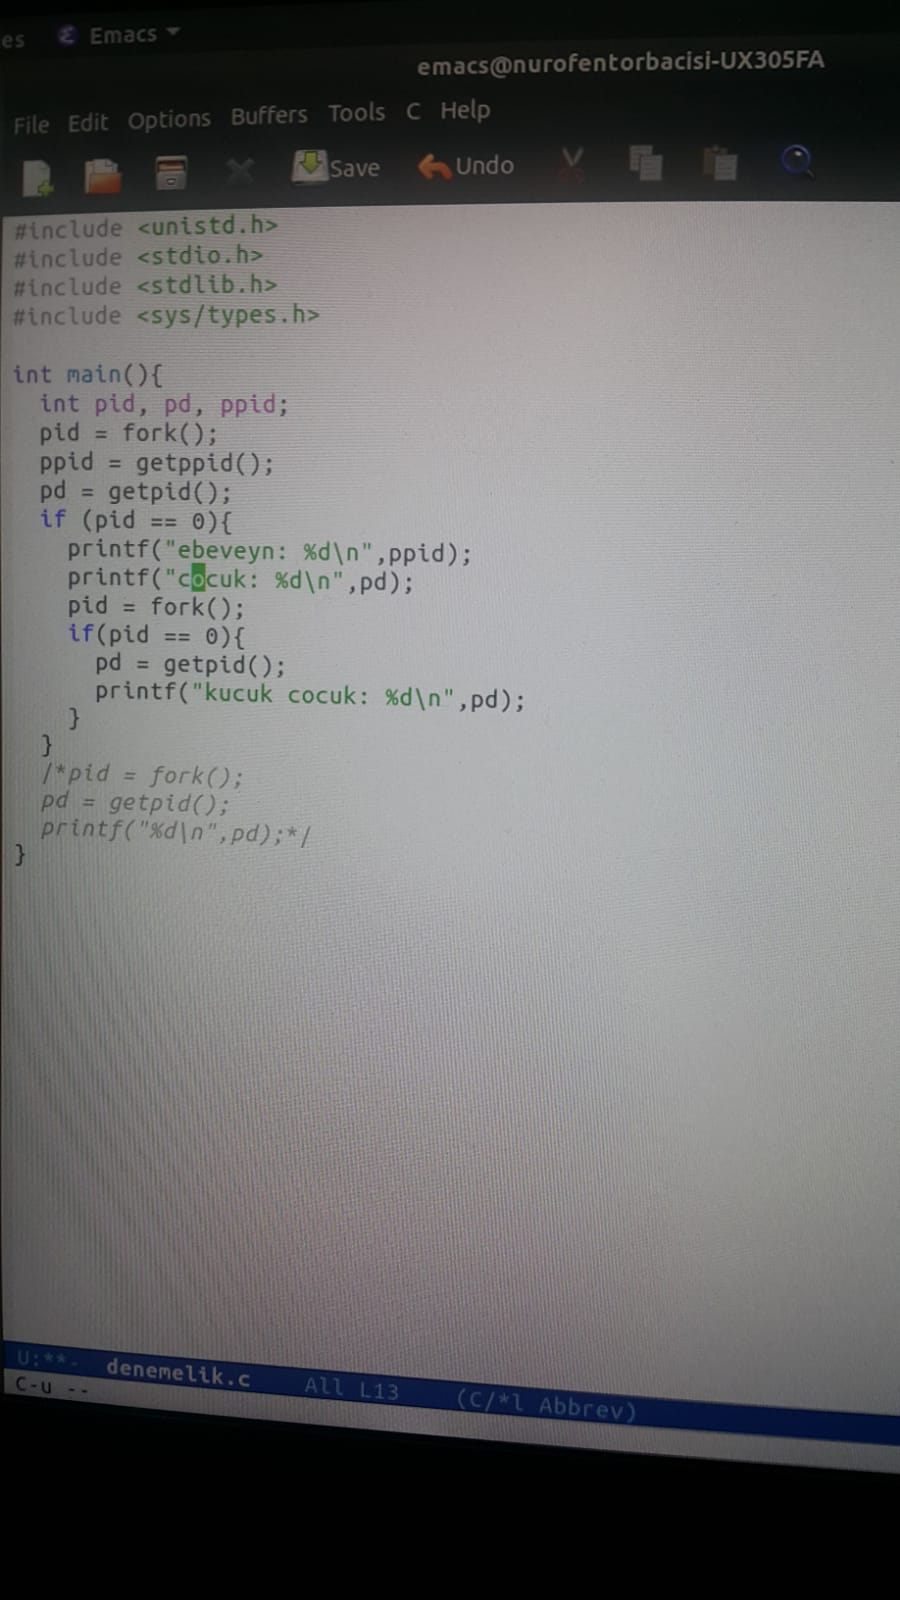 es Emacs
emacs@nurofentorbacisi-UX305FA
File Edit Options Buffers Tools C Help
Save Undo
#include <unistd.h>
#include <stdio.h>
#include <stdlib.h>
#include <sys/types.h>
int main(){
int pid, pd, ppid;
pid = fork();
ppid = getppid();
pd = getpid();
if (pid == 0){
printf("ebeveyn: %d\n",ppid);
printf("cocuk: %d\n",pd);
pid = fork();
if(pid == 0){
pd = getpid();
printf("kucuk cocuk: %d\n",pd);
}
}
/*pid = fork();
pd = getpid();
printf("%d\n",pd);*/
}
U:**- denemelik.c All L13 (C/*l Abbrev)
C-u --